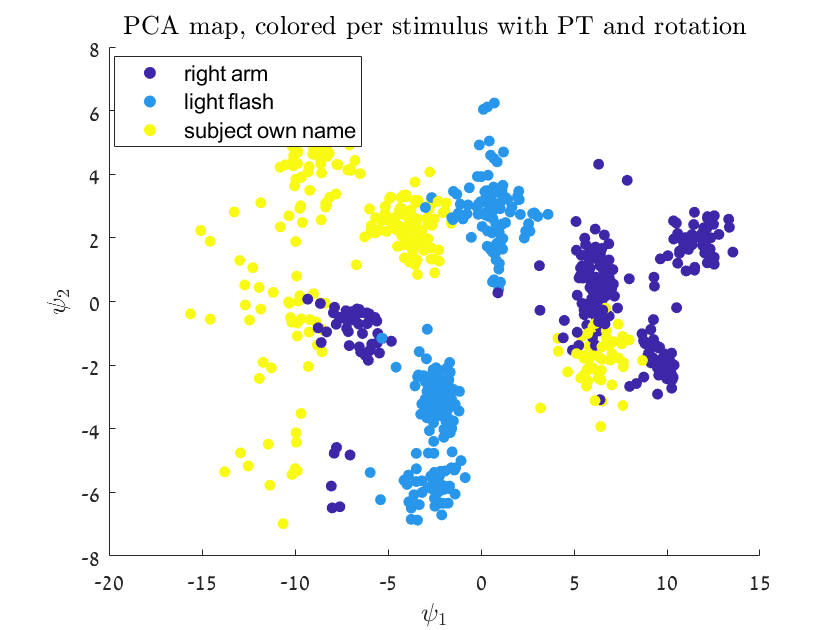 PCA map, colored per stimulus with PT and rotation
right arm
light flash
subject own name
8
6
4
2
0
-2
-4
-6
-8
-20
-15
-10
-5
0
5
10
15
ψ₂
ψ₁